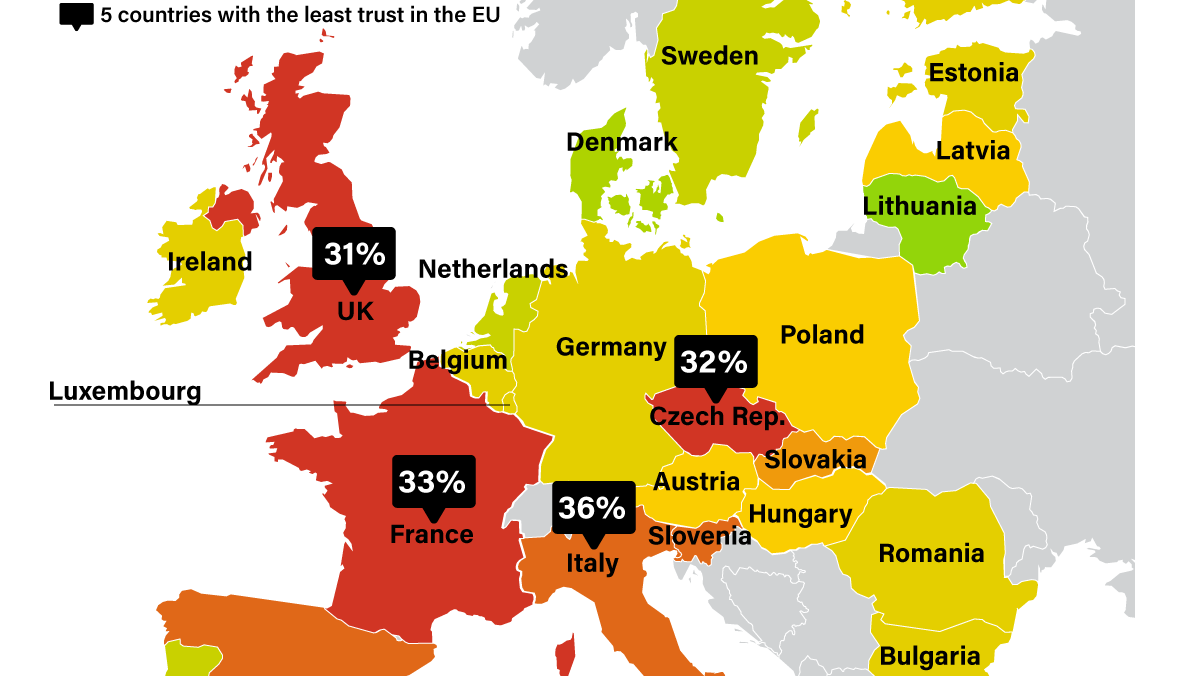 5 countries with the least trust in the EU
Sweden
Estonia
Denmark
Latvia
Lithuania
31%
Ireland
Netherlands
UK
Poland
Germany
32%
Belgium
Luxembourg
Czech Rep.
Slovakia
33%
Austria
36%
Hungary
France
Slovenia
Romania
Italy
Bulgaria